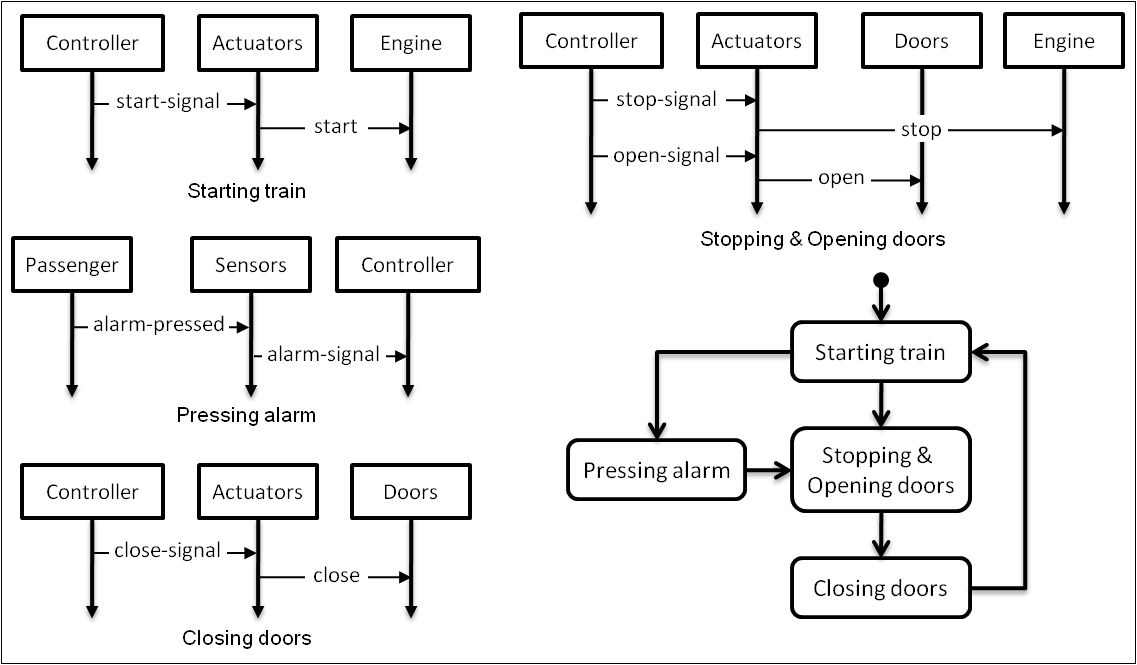 Controller
Actuators
Engine
start-signal
start
Starting train
Controller
Actuators
Doors
Engine
stop-signal
stop
open-signal
open
Stopping & Opening doors
Passenger
Sensors
Controller
alarm-pressed
alarm-signal
Pressing alarm
Controller
Actuators
Doors
close-signal
close
Closing doors
Starting train
Pressing alarm
Stopping &
Opening doors
Closing doors